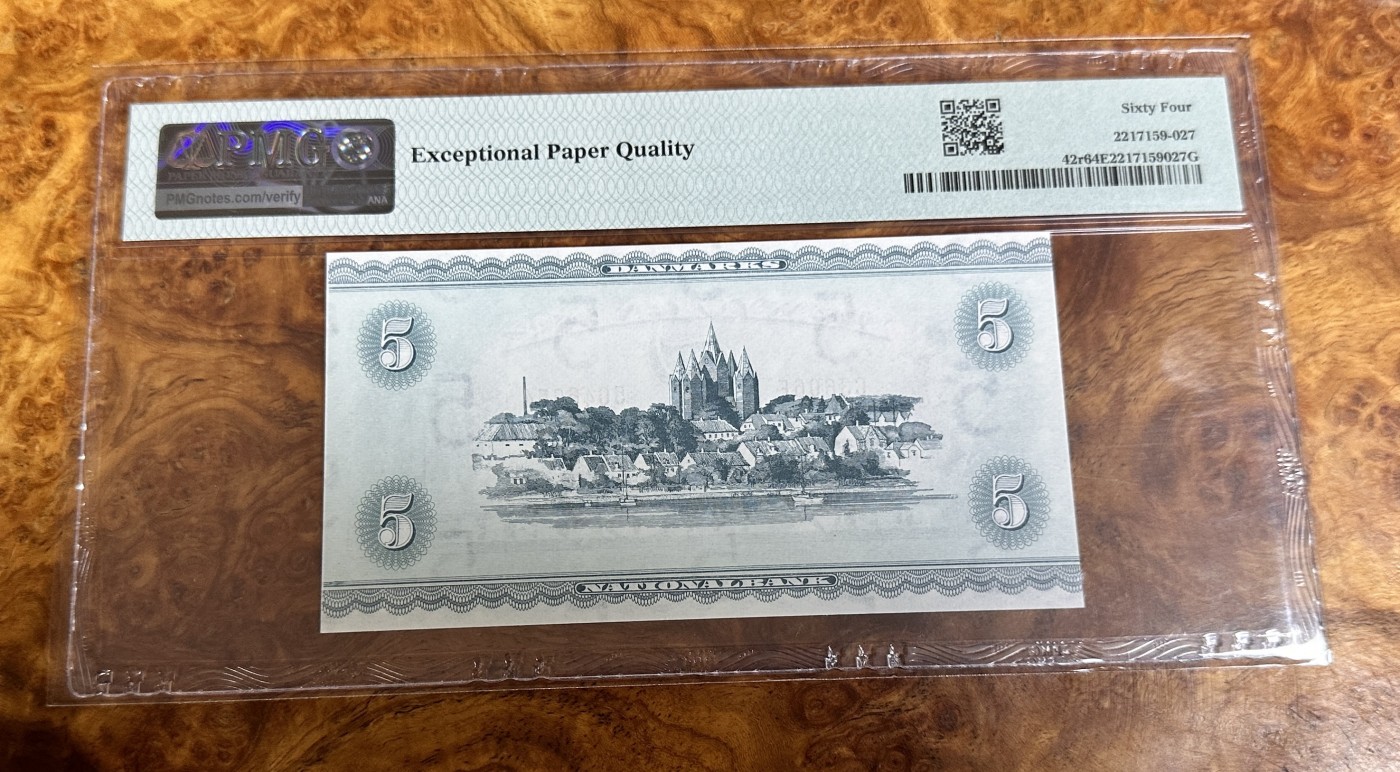 PMG
PMGnotes.com/verify
ANA
Exceptional Paper Quality
Sixty Four
2217159-027
42r64E2217159027G
DANMARKS
5
5
5
5
NATIONALBANK